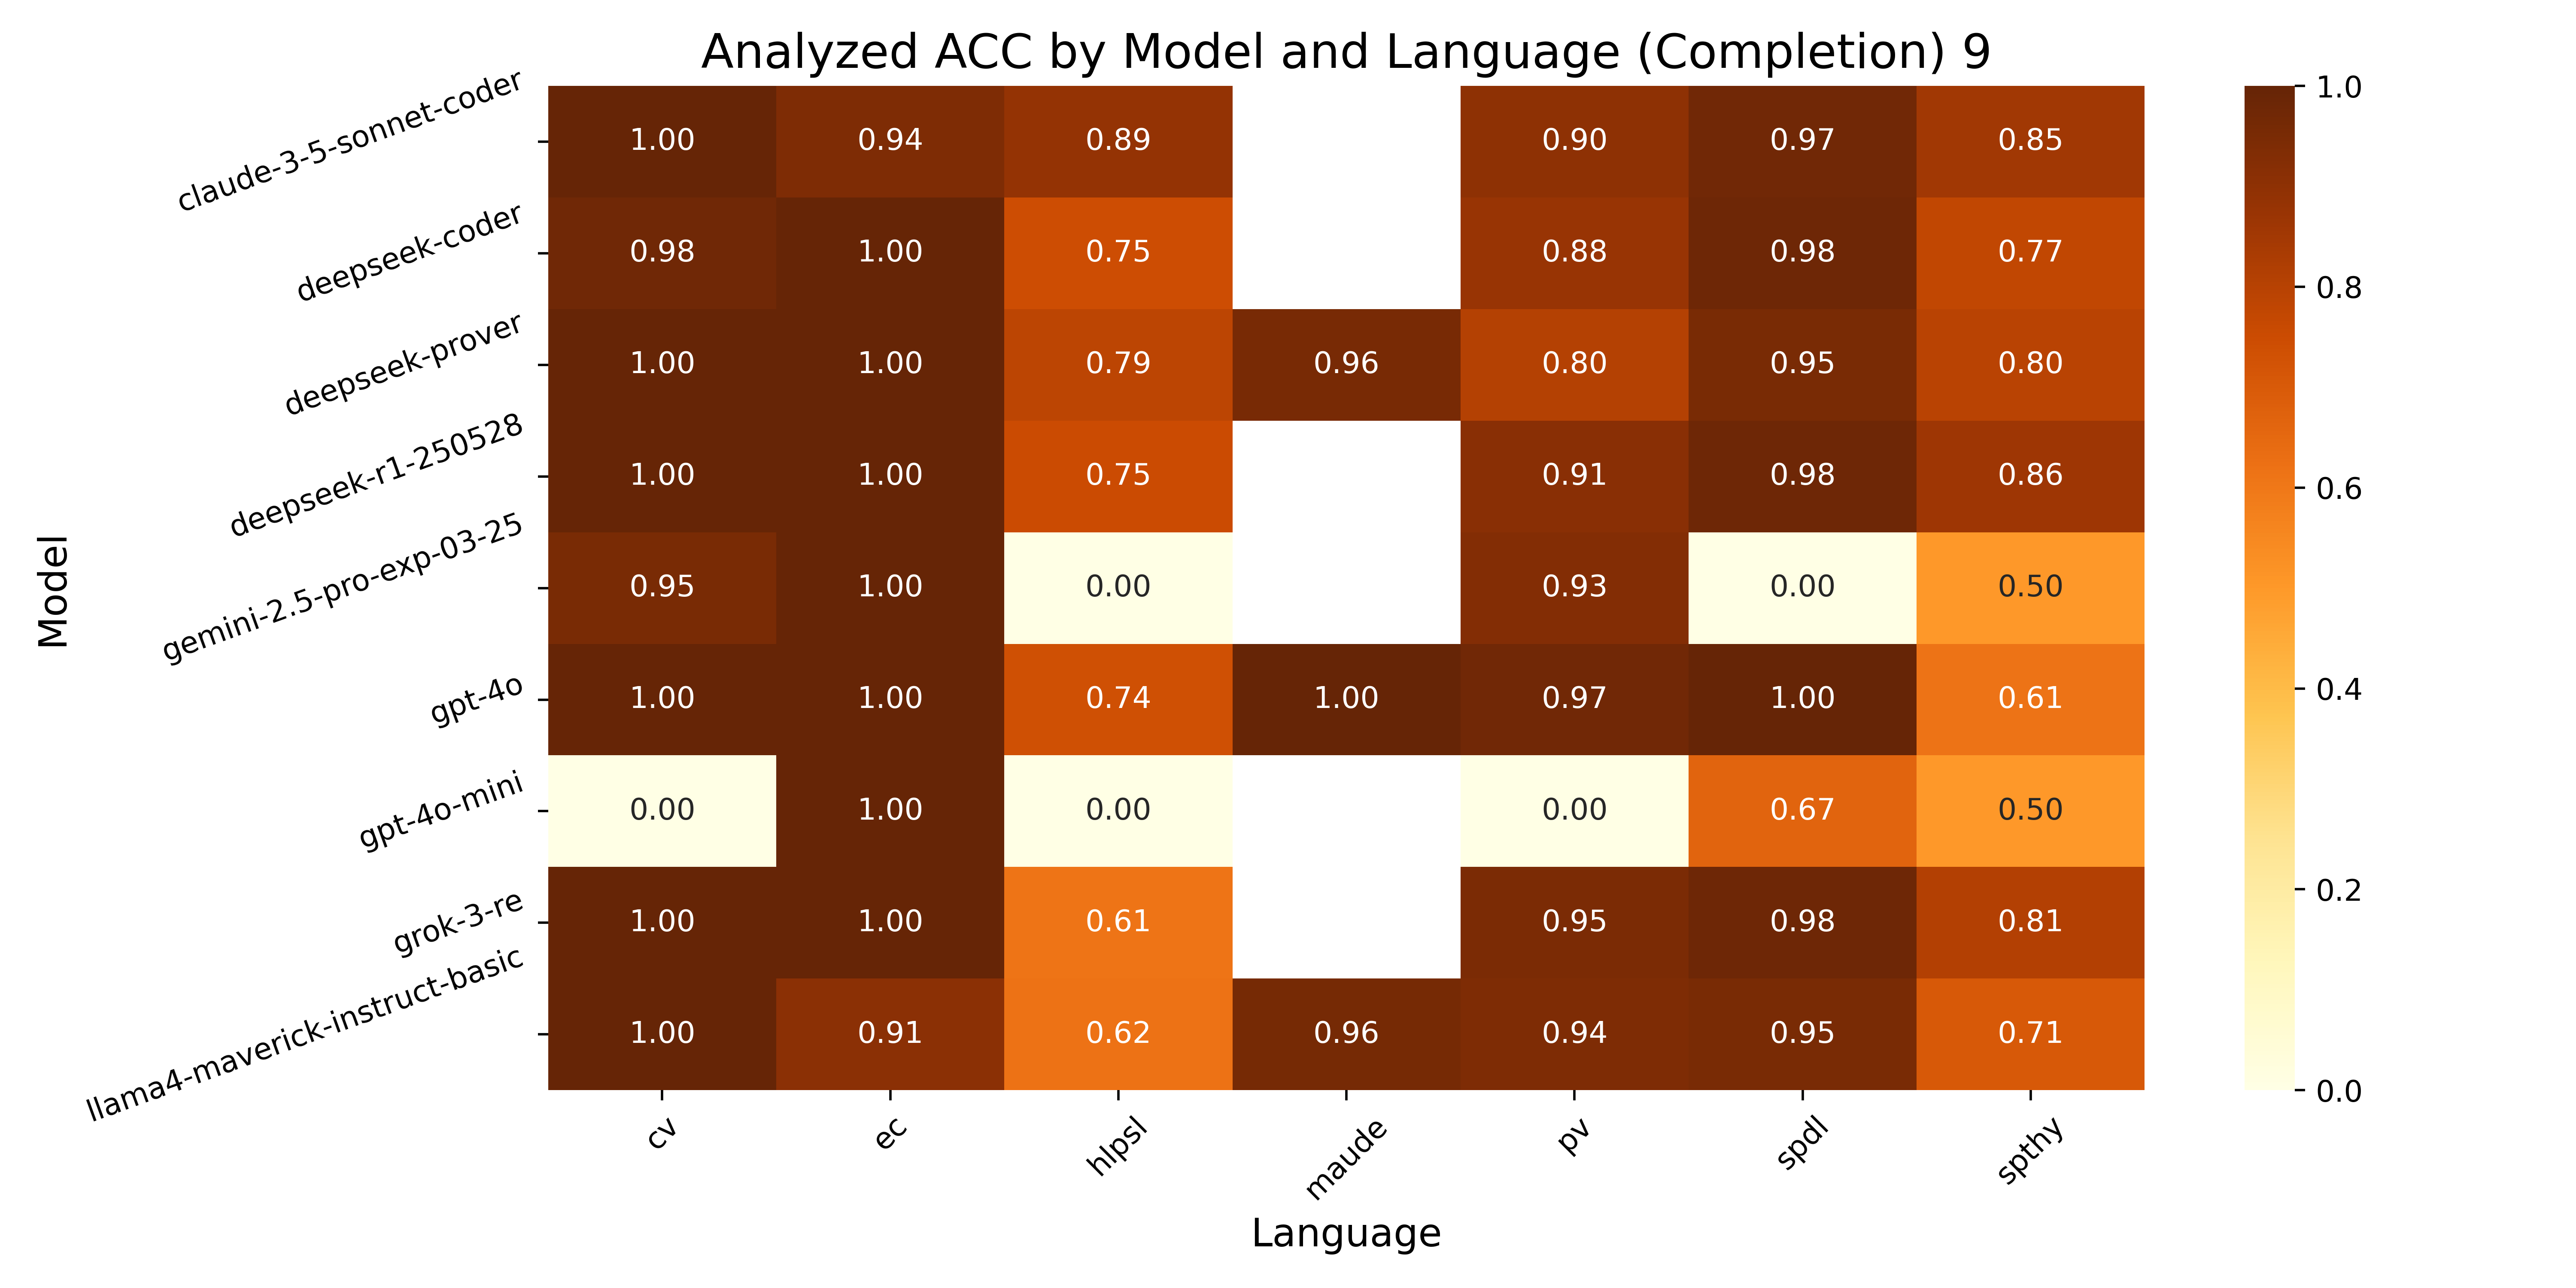 Analyzed ACC by Model and Language (Completion) 9
Model
claude-3-5-sonnet-coder 1.00 0.94 0.89 0.90 0.97 0.85
deepseek-coder 0.98 1.00 0.75 0.88 0.98 0.77
deepseek-prover 1.00 1.00 0.79 0.96 0.80 0.95 0.80
deepseek-r1-250528 1.00 1.00 0.75 0.91 0.98 0.86
gemini-2.5-pro-exp-03-25 0.95 1.00 0.00 0.93 0.00 0.50
gpt-4o 1.00 1.00 0.74 1.00 0.97 1.00 0.61
gpt-4o-mini 0.00 1.00 0.00 0.00 0.67 0.50
grok-3-re 1.00 1.00 0.61 0.95 0.98 0.81
llama4-maverick-instruct-basic 1.00 0.91 0.62 0.96 0.94 0.95 0.71
cv ec hlpsl maude pv spdl spthy
Language
1.0
0.8
0.6
0.4
0.2
0.0